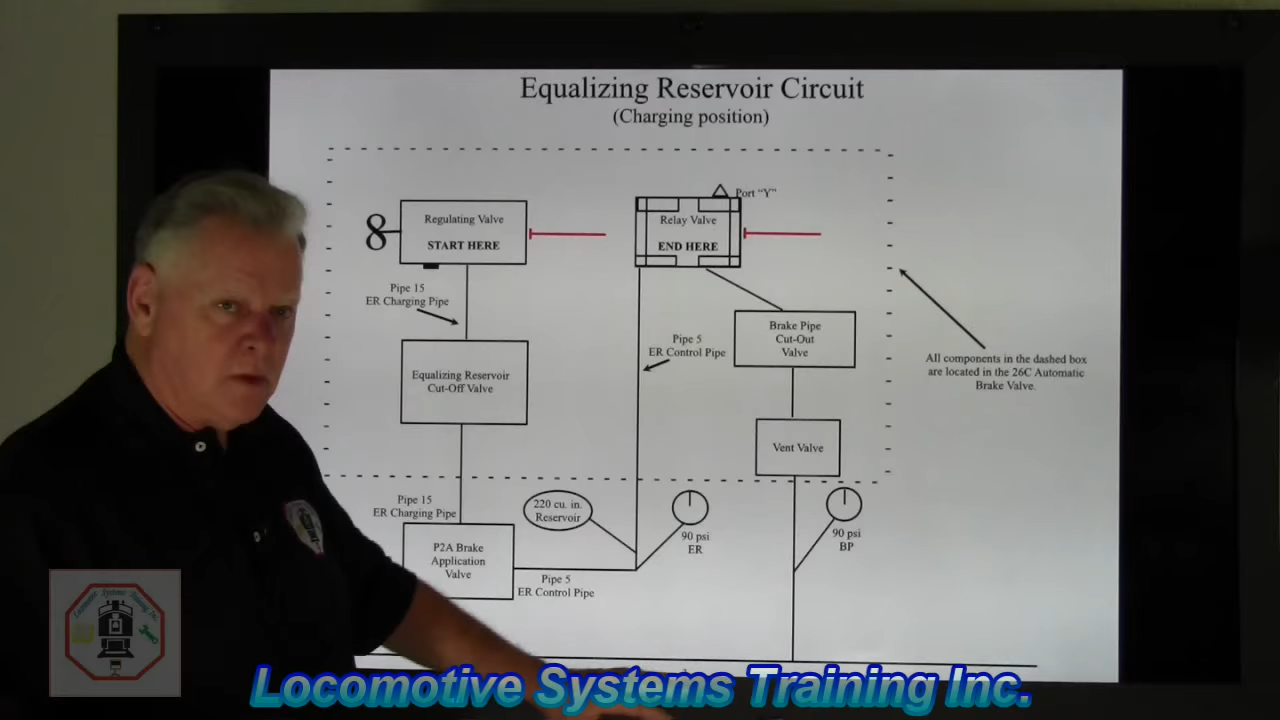 Equalizing Reservoir Circuit
(Charging position)
Port “Y”
8
Regulating Valve
START HERE
Relay Valve
END HERE
Pipe 15
ER Charging Pipe
Brake Pipe
Cut-Out
Valve
Pipe 5
ER Control Pipe
All components in the dashed box
are located in the 26C Automatic
Brake Valve.
Equalizing Reservoir
Cut-Off Valve
Vent Valve
Pipe 15
ER Charging Pipe
220 cu. in.
Reservoir
90 psi
ER
90 psi
BP
P2A Brake
Application
Valve
Pipe 5
ER Control Pipe
Locomotive Systems Training Inc.
Locomotive Systems Training Inc.